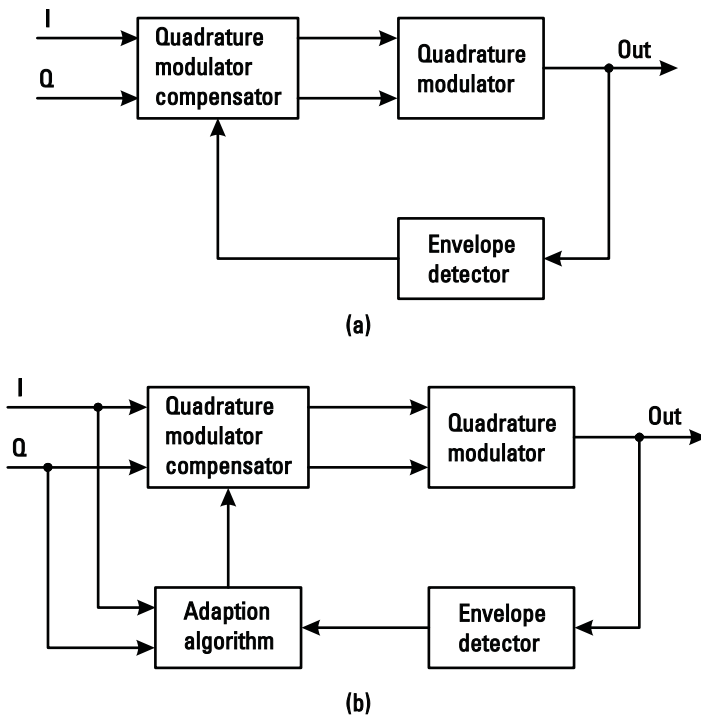 I
Q
Quadrature
modulator
compensator
Quadrature
modulator
Out
Envelope
detector
(a)
I
Q
Quadrature
modulator
compensator
Quadrature
modulator
Out
Adaption
algorithm
Envelope
detector
(b)